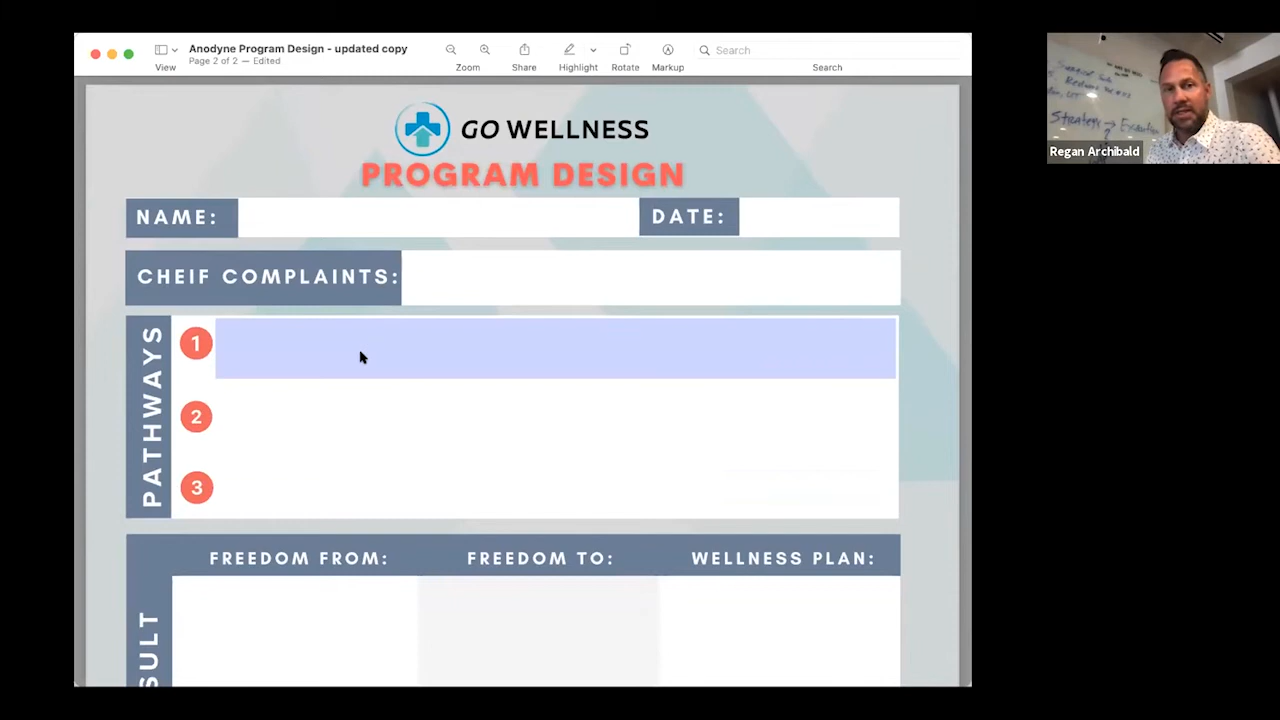 Anodyne Program Design - updated copy
Page 2 of 2 — Edited
View
Zoom
Share
Highlight
Rotate
Markup
Search
Search
GO WELLNESS
PROGRAM DESIGN
NAME:
DATE:
CHEIF COMPLAINTS:
PATHWAYS
1
2
3
FREEDOM FROM:
FREEDOM TO:
WELLNESS PLAN:
SULT
Strategy →
Regan Archibald